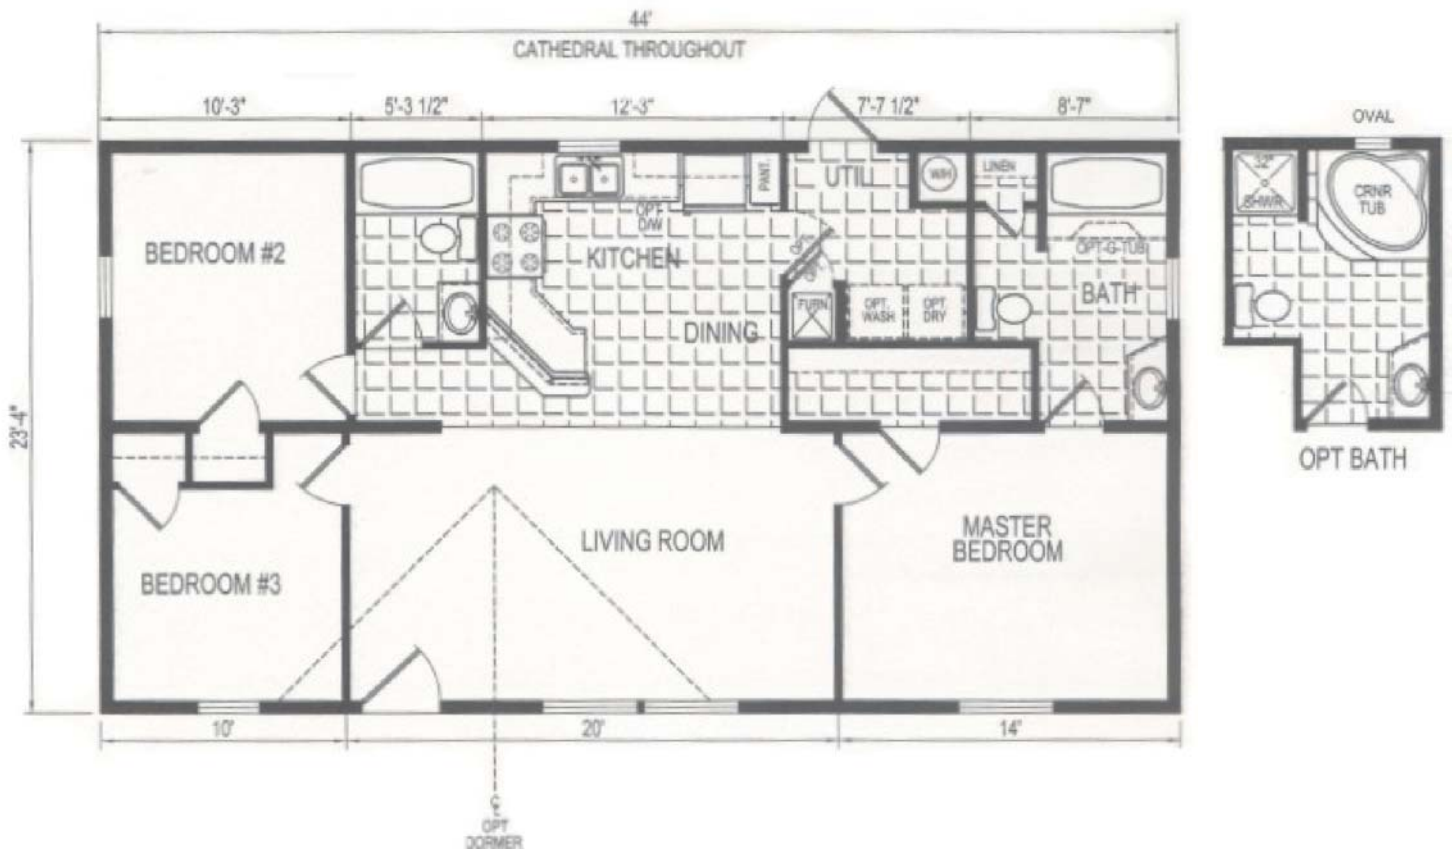 44'
CATHEDRAL THROUGHOUT
10'-3"
5'-3 1/2"
12'-3"
7'-7 1/2"
8'-7"
OVAL
PANT.
UTIL
W/H
LINEN
32"
SHWR
CRNR
TUB
OPT
D/W
BEDROOM #2
KITCHEN
OPT
OPT-G-TUB
BATH
FURN
OPT.
WASH
OPT.
DRY
DINING
23'-4"
OPT BATH
LIVING ROOM
MASTER
BEDROOM
BEDROOM #3
10'
20'
14'
OPT
DORMER